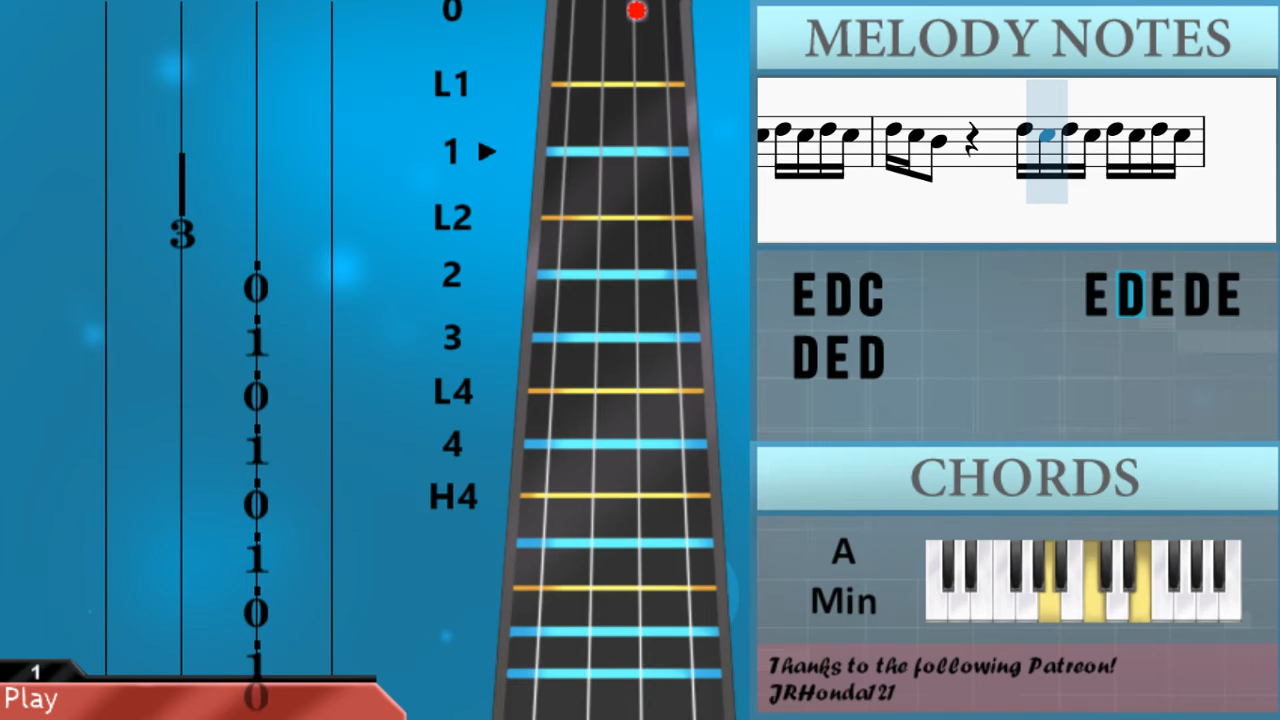 0
L1
1
L2
2
3
L4
4
H4
3
0
1
0
1
0
1
0
1
0
1
Play
MELODY NOTES
EDC EDEDE
DED
CHORDS
A
Min
Thanks to the following Patreon!
JRHonda121